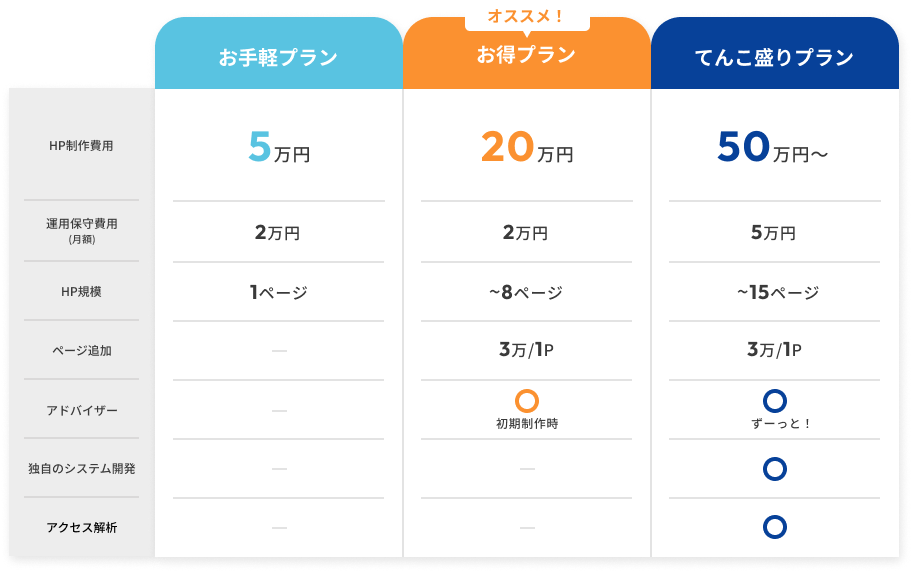 オススメ！
お手軽プラン
お得プラン
てんこ盛りプラン
HP制作費用
5万円
20万円
50万円～
運用保守費用
(月額)
2万円
2万円
5万円
HP規模
1ページ
~8ページ
~15ページ
ページ追加
—
3万/1P
3万/1P
アドバイザー
—
初期制作時
ずーっと！
独自のシステム開発
—
—
アクセス解析
—
—